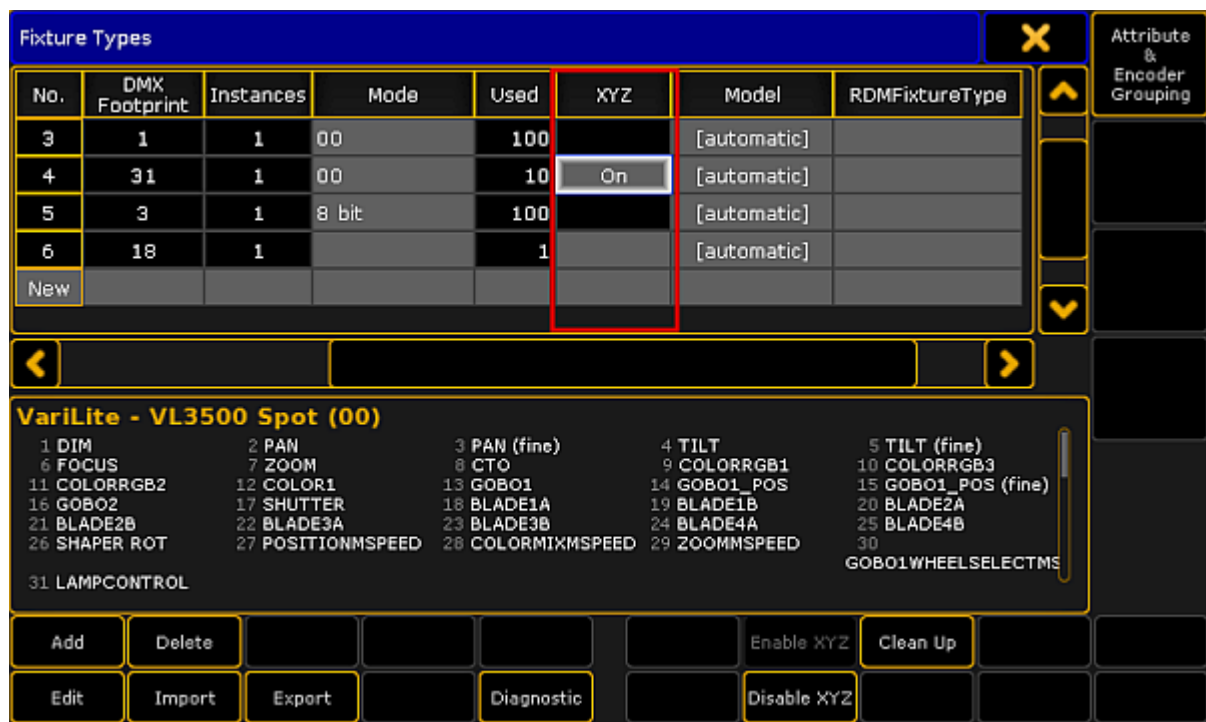 Fixture Types
Attribute & Encoder Grouping
No. DMX Footprint Instances Mode Used XYZ Model RDMFixtureType
3 1 1 00 100 [automatic]
4 31 1 00 10 On [automatic]
5 3 1 8 bit 100 [automatic]
6 18 1 1 [automatic]
New
VariLite - VL3500 Spot (00)
1 DIM 2 PAN 3 PAN (fine) 4 TILT 5 TILT (fine)
6 FOCUS 7 ZOOM 8 CTO 9 COLORRGB1 10 COLORRGB3
11 COLORRGB2 12 COLOR1 13 GOBO1 14 GOBO1_POS 15 GOBO1_POS (fine)
16 GOBO2 17 SHUTTER 18 BLADE1A 19 BLADE1B 20 BLADE2A
21 BLADE2B 22 BLADE3A 23 BLADE3B 24 BLADE4A 25 BLADE4B
26 SHAPER ROT 27 POSITIONMSPEED 28 COLORMIXMSPEED 29 ZOOMMSPEED 30
GOBO1WHEELSELECTMS
31 LAMPCONTROL
Add Delete Enable XYZ Clean Up
Edit Import Export Diagnostic Disable XYZ